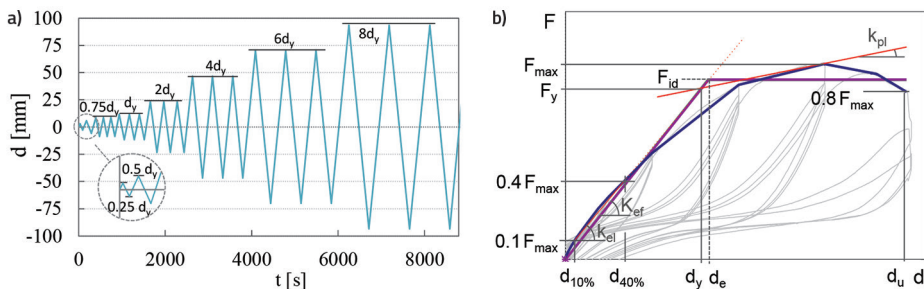 a)
d [mm]
100
75
50
25
0
-25
-50
-75
-100
0.75dy
dy
2dy
4dy
6dy
8dy
0.5 dy
0.25 dy
0
2000
4000
6000
8000
t [s]
b)
F
Fmax
Fy
Fid
kpl
0.8 Fmax
0.4 Fmax
Kef
kel
0.1 Fmax
d10%
d40%
dy
de
du
d